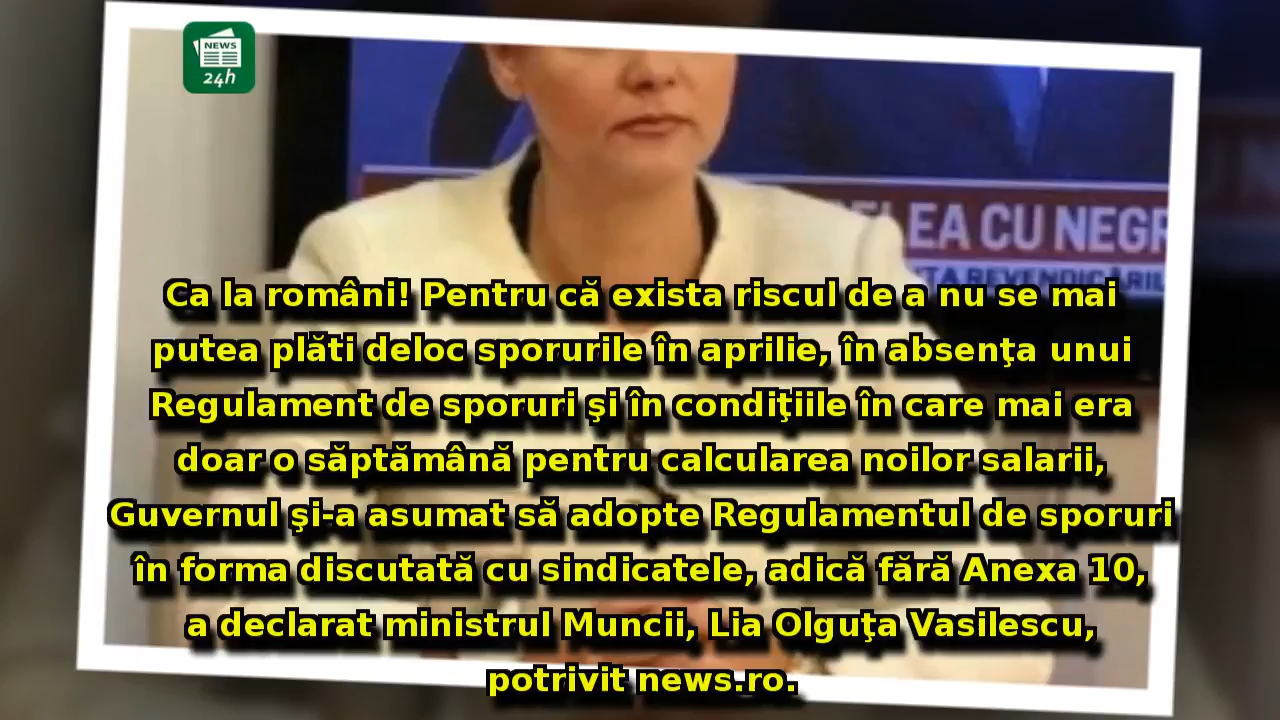 NEWS
24h
ELEA CU NEGR
TA REVENDICĂRIL
Ca la români! Pentru că exista riscul de a nu se mai
putea plăti deloc sporurile în aprilie, în absenţa unui
Regulament de sporuri şi în condiţiile în care mai era
doar o săptămână pentru calcularea noilor salarii,
Guvernul şi-a asumat să adopte Regulamentul de sporuri
în forma discutată cu sindicatele, adică fără Anexa 10,
a declarat ministrul Muncii, Lia Olguţa Vasilescu,
potrivit news.ro.